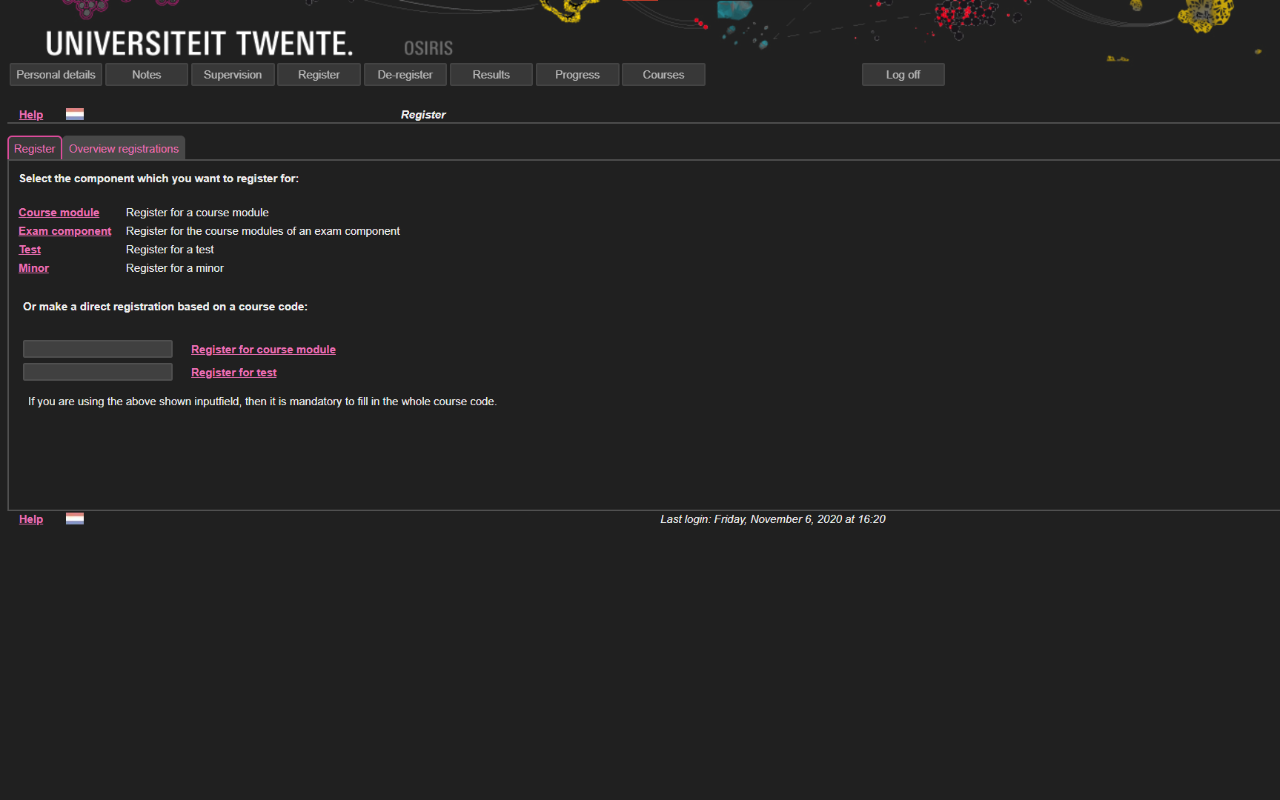 UNIVERSITEIT TWENTE. OSIRIS
Personal details Notes Supervision Register De-register Results Progress Courses Log off
Help Register
Register Overview registrations
Select the component which you want to register for:
Course module Register for a course module
Exam component Register for the course modules of an exam component
Test Register for a test
Minor Register for a minor
Or make a direct registration based on a course code:
Register for course module
Register for test
If you are using the above shown inputfield, then it is mandatory to fill in the whole course code.
Help Last login: Friday, November 6, 2020 at 16:20